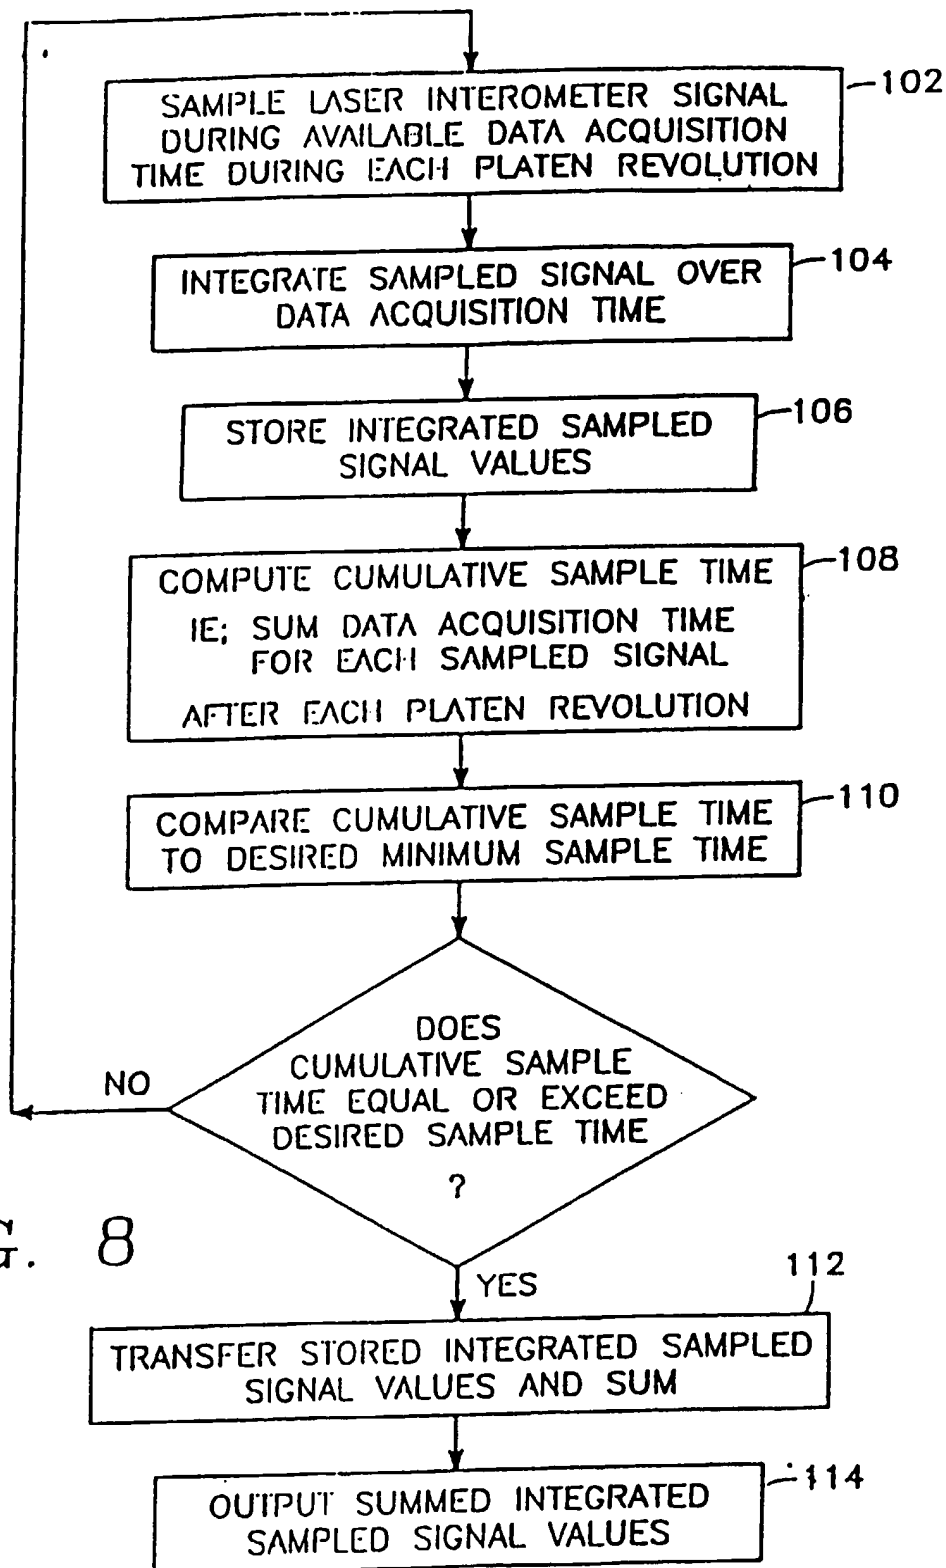 SAMPLE LASER INTEROMETER SIGNAL
DURING AVAILABLE DATA ACQUISITION
TIME DURING EACH PLATEN REVOLUTION
102
INTEGRATE SAMPLED SIGNAL OVER
DATA ACQUISITION TIME
104
STORE INTEGRATED SAMPLED
SIGNAL VALUES
106
COMPUTE CUMULATIVE SAMPLE TIME
IE; SUM DATA ACQUISITION TIME
FOR EACH SAMPLED SIGNAL
AFTER EACH PLATEN REVOLUTION
108
COMPARE CUMULATIVE SAMPLE TIME
TO DESIRED MINIMUM SAMPLE TIME
110
DOES
CUMULATIVE SAMPLE
TIME EQUAL OR EXCEED
DESIRED SAMPLE TIME
?
NO
G. 8
YES
112
TRANSFER STORED INTEGRATED SAMPLED
SIGNAL VALUES AND SUM
OUTPUT SUMMED INTEGRATED
SAMPLED SIGNAL VALUES
114